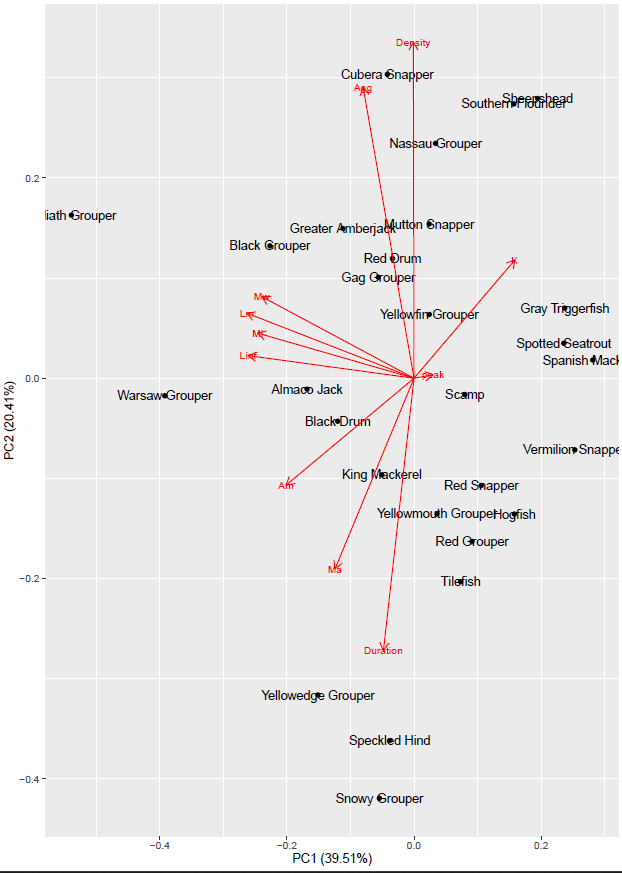 Density
Cubera Snapper
Ang
Sheepshead
Southern Flounder
Nassau Grouper
0.2
iath Grouper
Mutton Snapper
Greater Amberjack
Black Grouper
Red Drum
K
Gag Grouper
Gray Triggerfish
Yellowfin Grouper
Spotted Seatrout
Spanish Mack
0.0
Peak
Almaco Jack
Scamp
Warsaw Grouper
Black Drum
Vermilion Snappe
King Mackerel
Red Snapper
Yellowmouth Grouper
Hogfish
Red Grouper
Ma
−0.2
Tilefish
Duration
Yellowedge Grouper
Speckled Hind
−0.4
Snowy Grouper
−0.4
−0.2
0.0
0.2
PC1 (39.51%)
PC2 (20.41%)